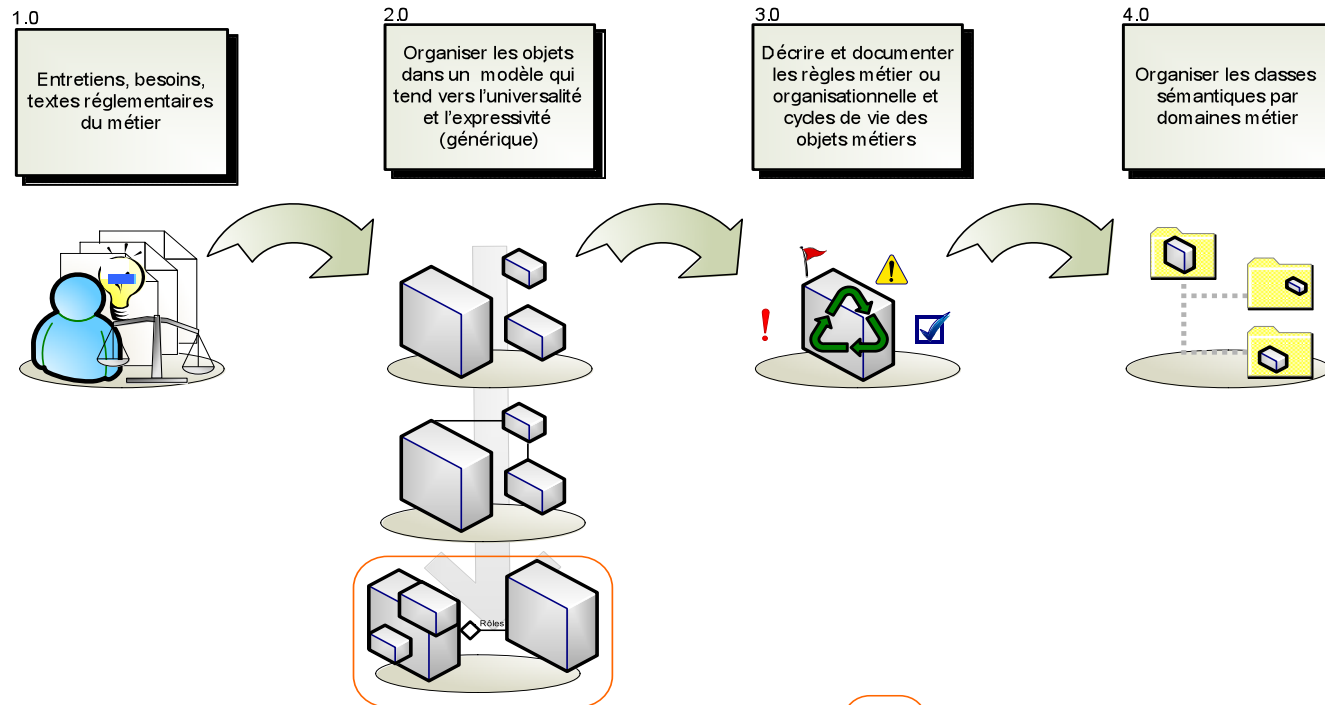 1.0
Entretiens, besoins,
textes réglementaires
du métier
2.0
Organiser les objets
dans un modèle qui
tend vers l'universalité
et l'expressivité
(générique)
3.0
Décrire et documenter
les règles métier ou
organisationnelle et
cycles de vie des
objets métiers
4.0
Organiser les classes
sémantiques par
domaines métier
Rôles